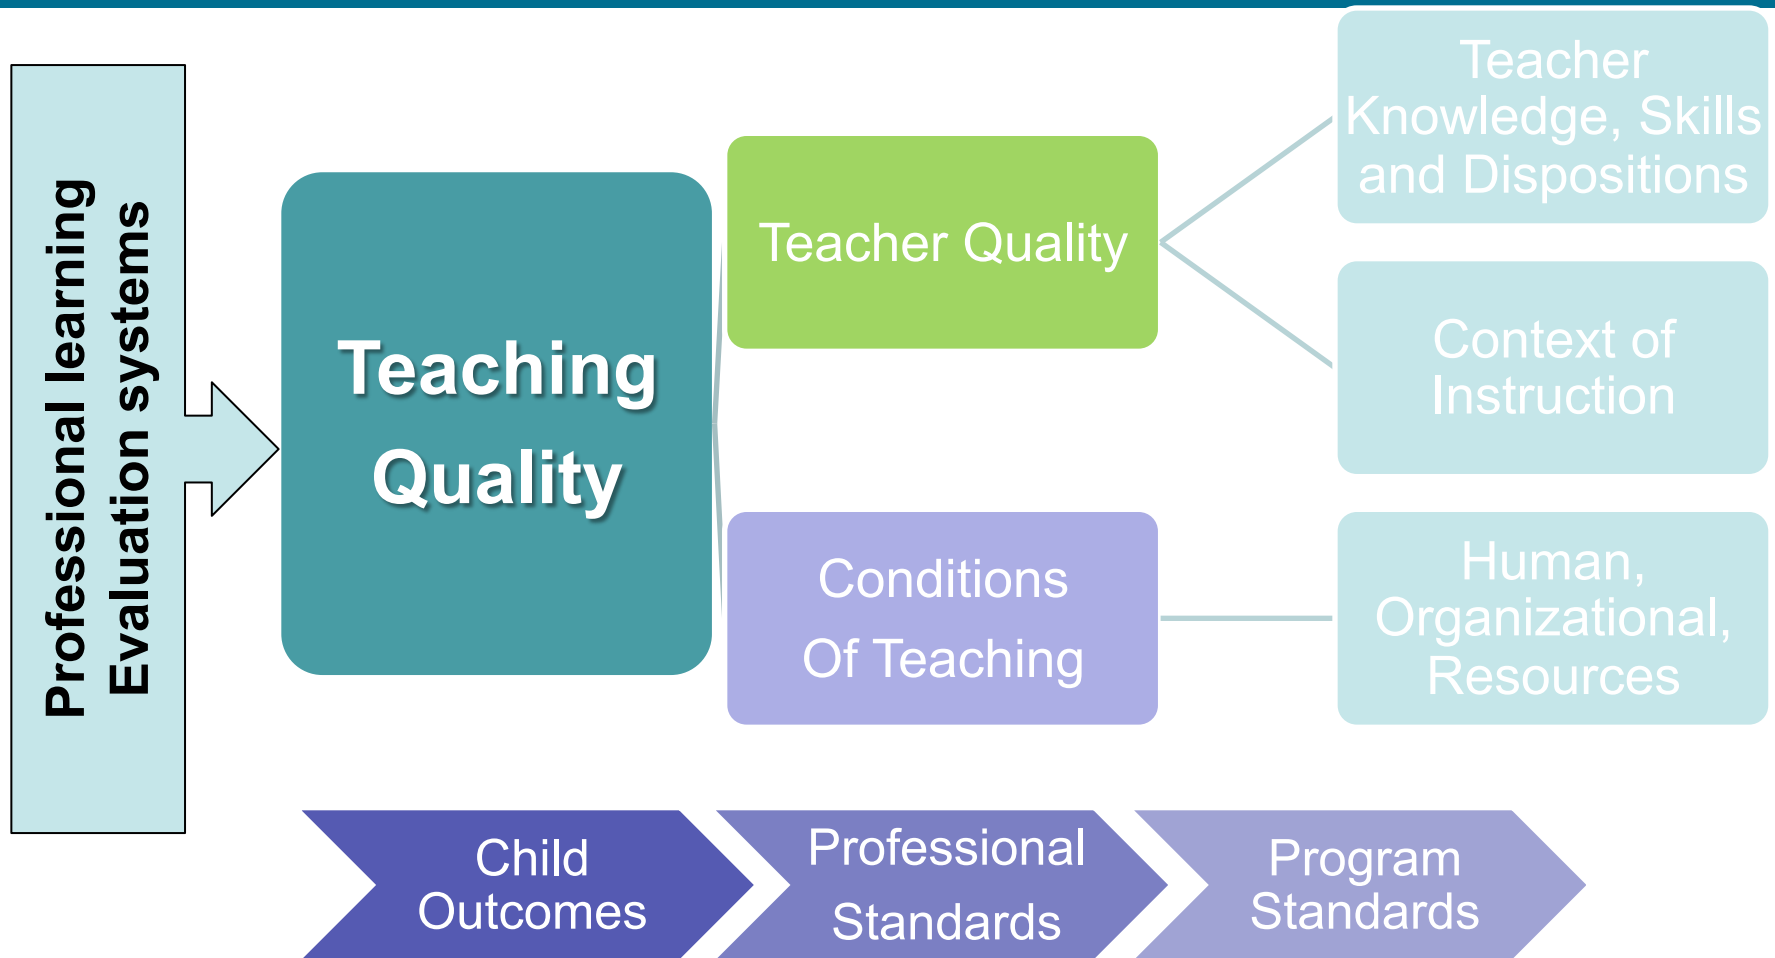 Professional learning
Evaluation systems
Teaching
Quality
Teacher Quality
Conditions
Of Teaching
Teacher
Knowledge, Skills
and Dispositions
Context of
Instruction
Human,
Organizational,
Resources
Child
Outcomes
Professional
Standards
Program
Standards